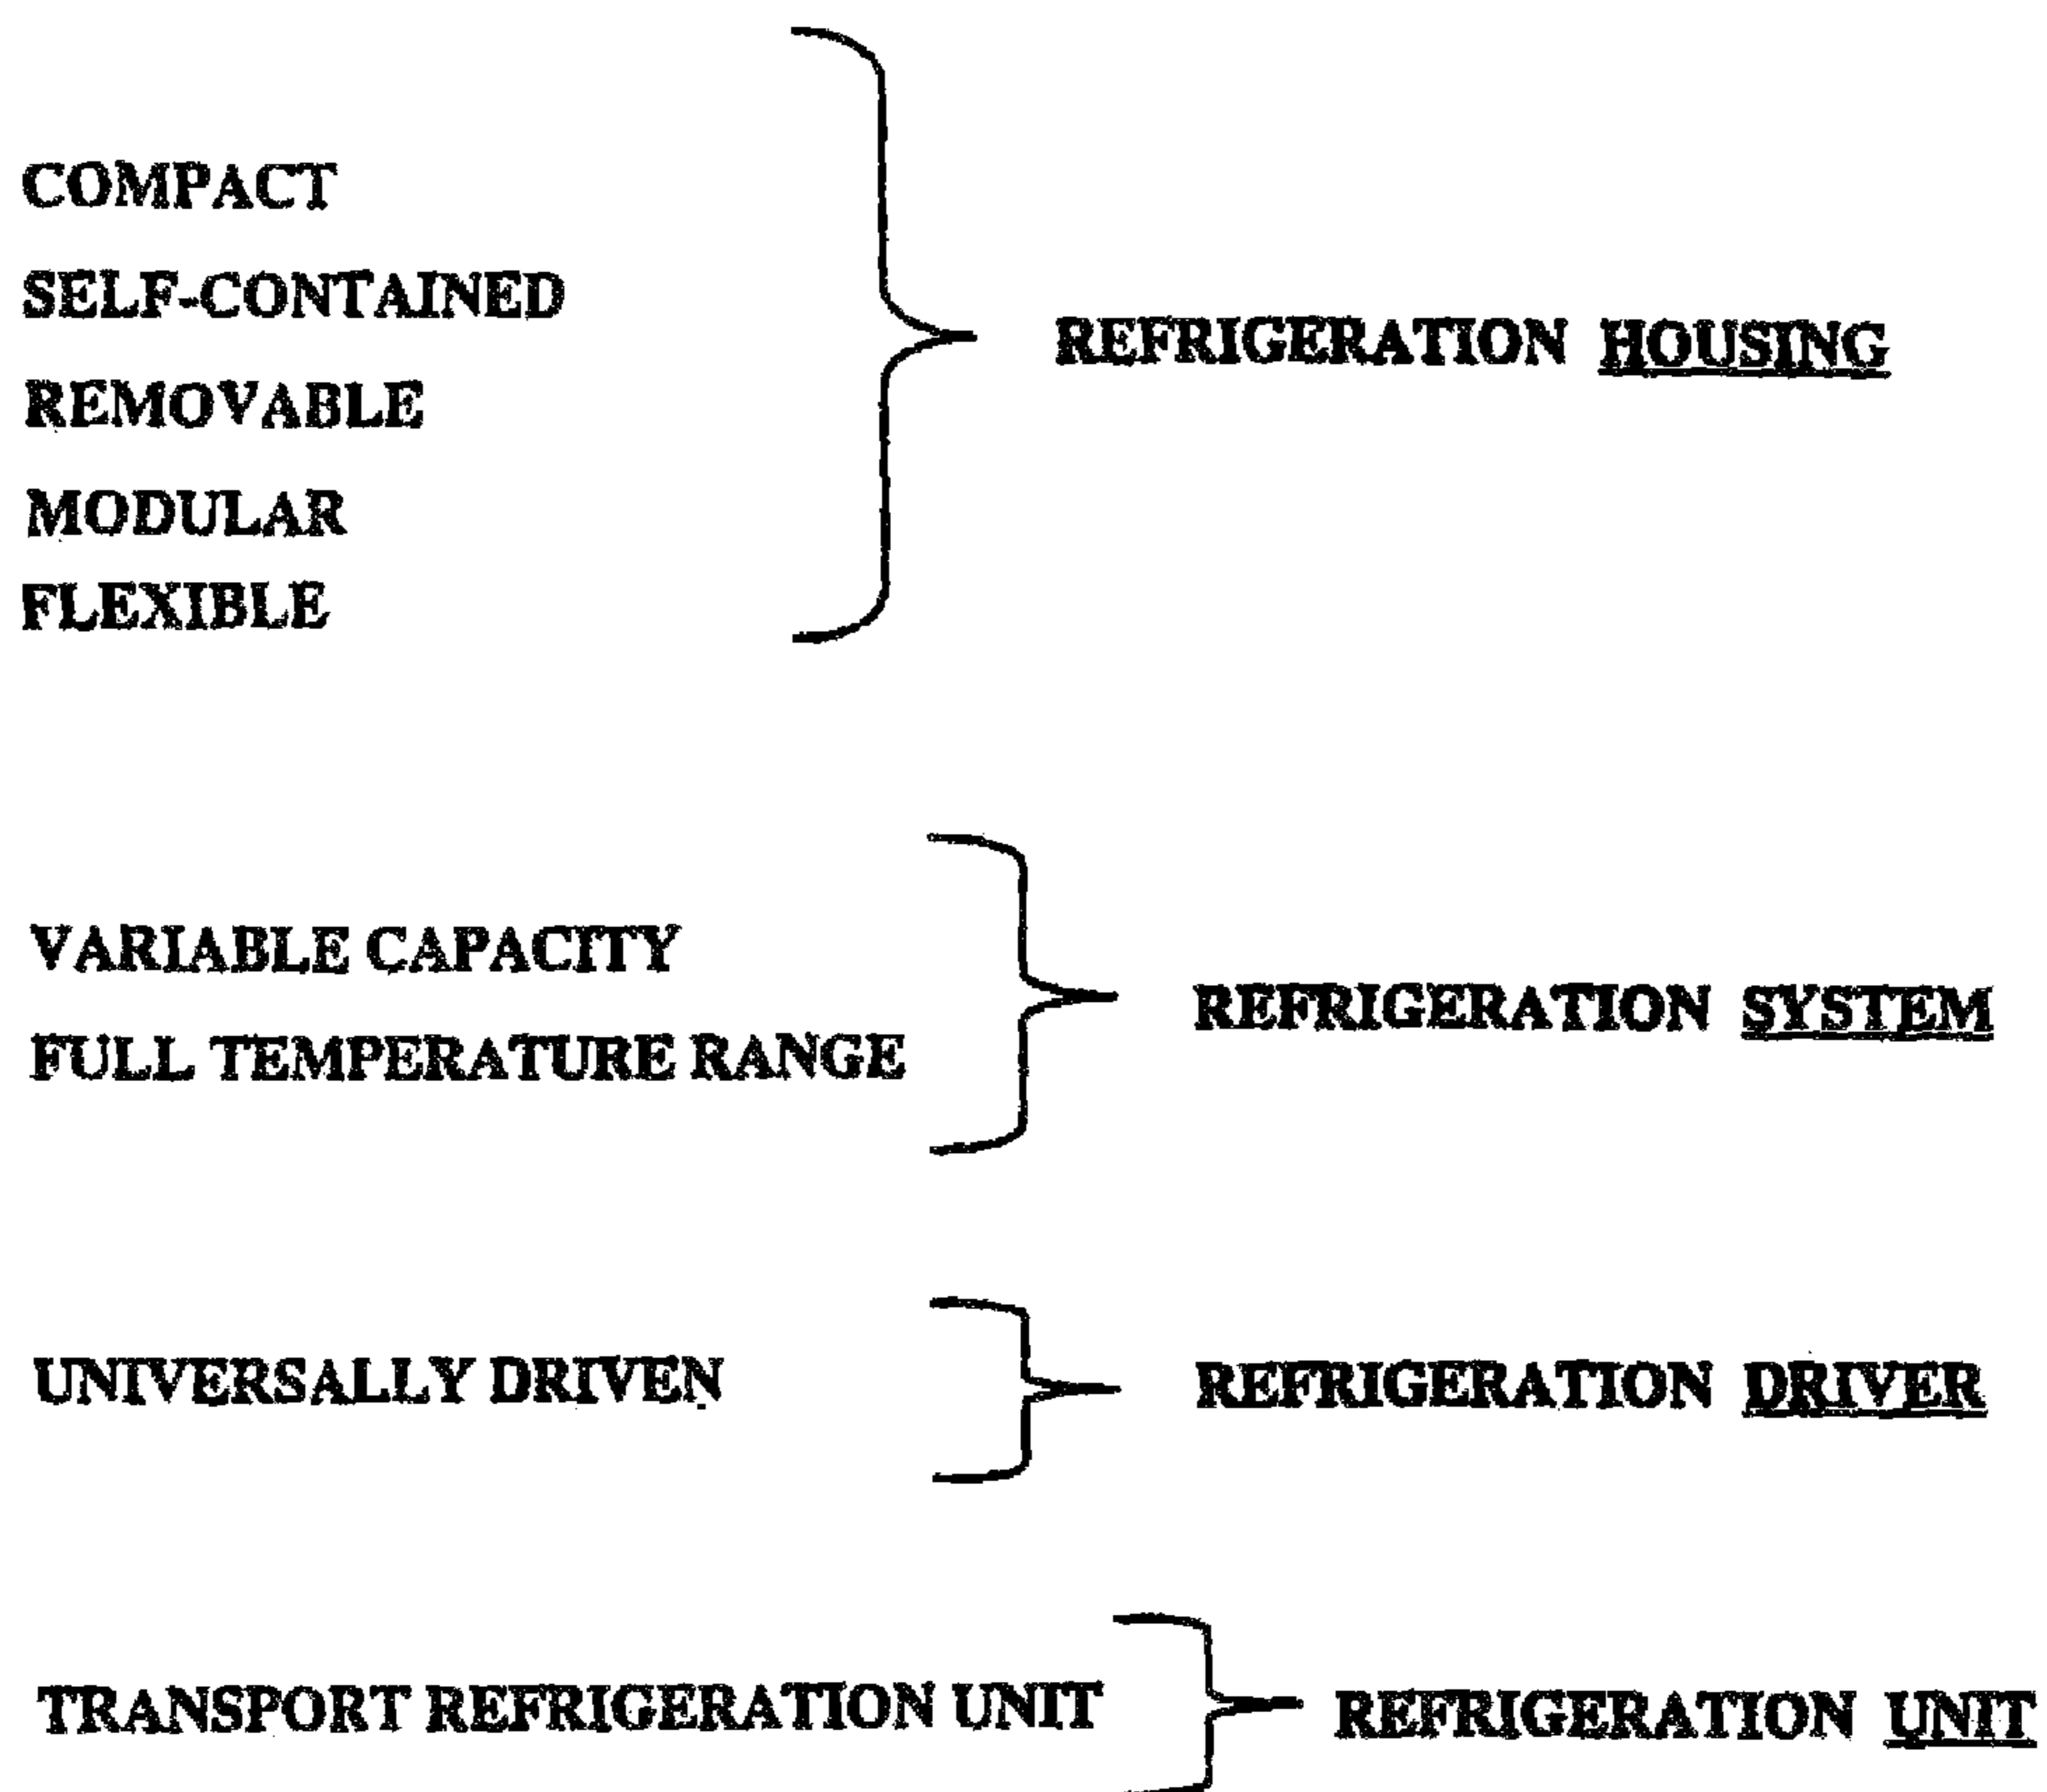 COMPACT
SELF-CONTAINED
REMOVABLE
MODULAR
FLEXIBLE
REFRIGERATION HOUSING
VARIABLE CAPACITY
FULL TEMPERATURE RANGE
REFRIGERATION SYSTEM
UNIVERSALLY DRIVEN
REFRIGERATION DRIVER
TRANSPORT REFRIGERATION UNIT
REFRIGERATION UNIT